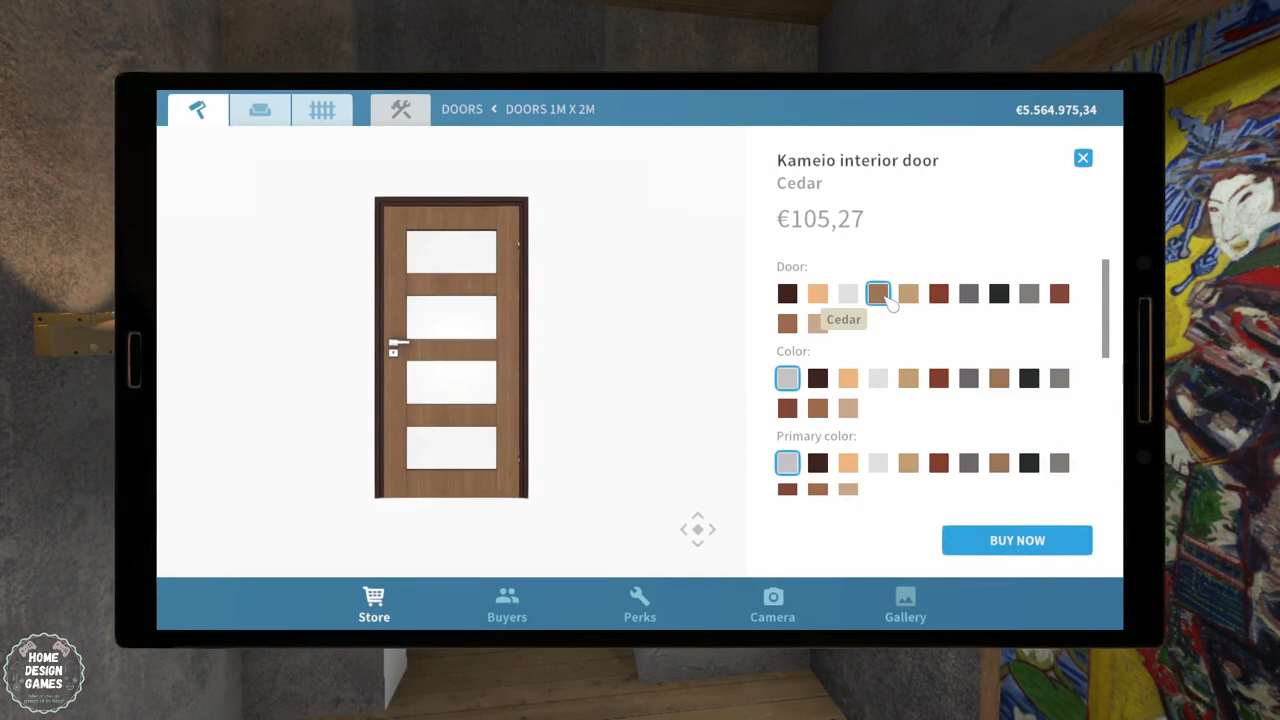 DOORS < DOORS 1M X 2M
€5.564.975,34
Kameio interior door
Cedar
€105,27
Door:
Cedar
Color:
Primary color:
BUY NOW
Store
Buyers
Perks
Camera
Gallery
HOME
DESIGN
GAMES